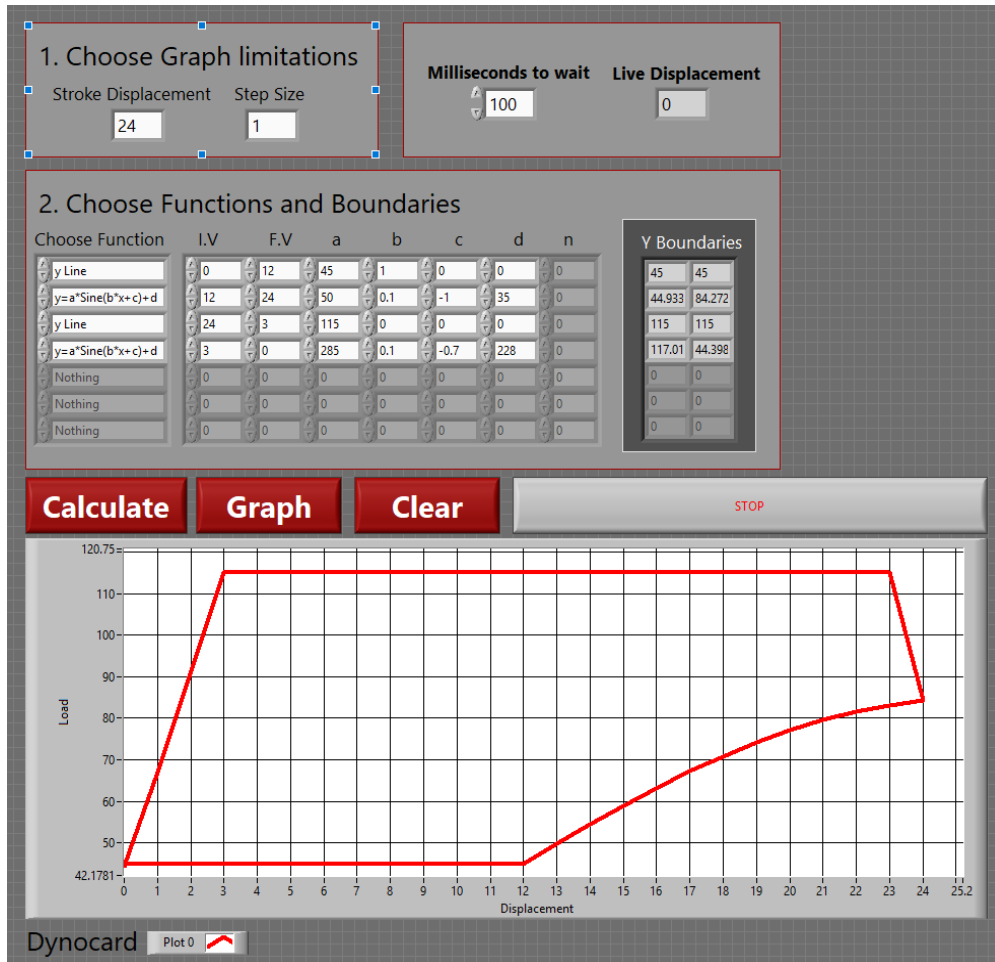 1. Choose Graph limitations
Stroke Displacement Step Size
24 1
Milliseconds to wait Live Displacement
100 0
2. Choose Functions and Boundaries
Choose Function I.V F.V a b c d n
y Line 0 12 45 1 0 0 0
y=a*Sine(b*x+c)+d 12 24 50 0.1 -1 35 0
y Line 24 3 115 0 0 0 0
y=a*Sine(b*x+c)+d 3 0 285 0.1 -0.7 228 0
Nothing 0 0 0 0 0 0 0
Nothing 0 0 0 0 0 0 0
Nothing 0 0 0 0 0 0 0
Y Boundaries
45 45
44.933 84.272
115 115
117.01 44.398
0 0
0 0
0 0
Calculate Graph Clear STOP
120.75
110
100
90
80
70
60
50
42.1781
Load
0 1 2 3 4 5 6 7 8 9 10 11 12 13 14 15 16 17 18 19 20 21 22 23 24 25.2
Displacement
Dynocard Plot 0